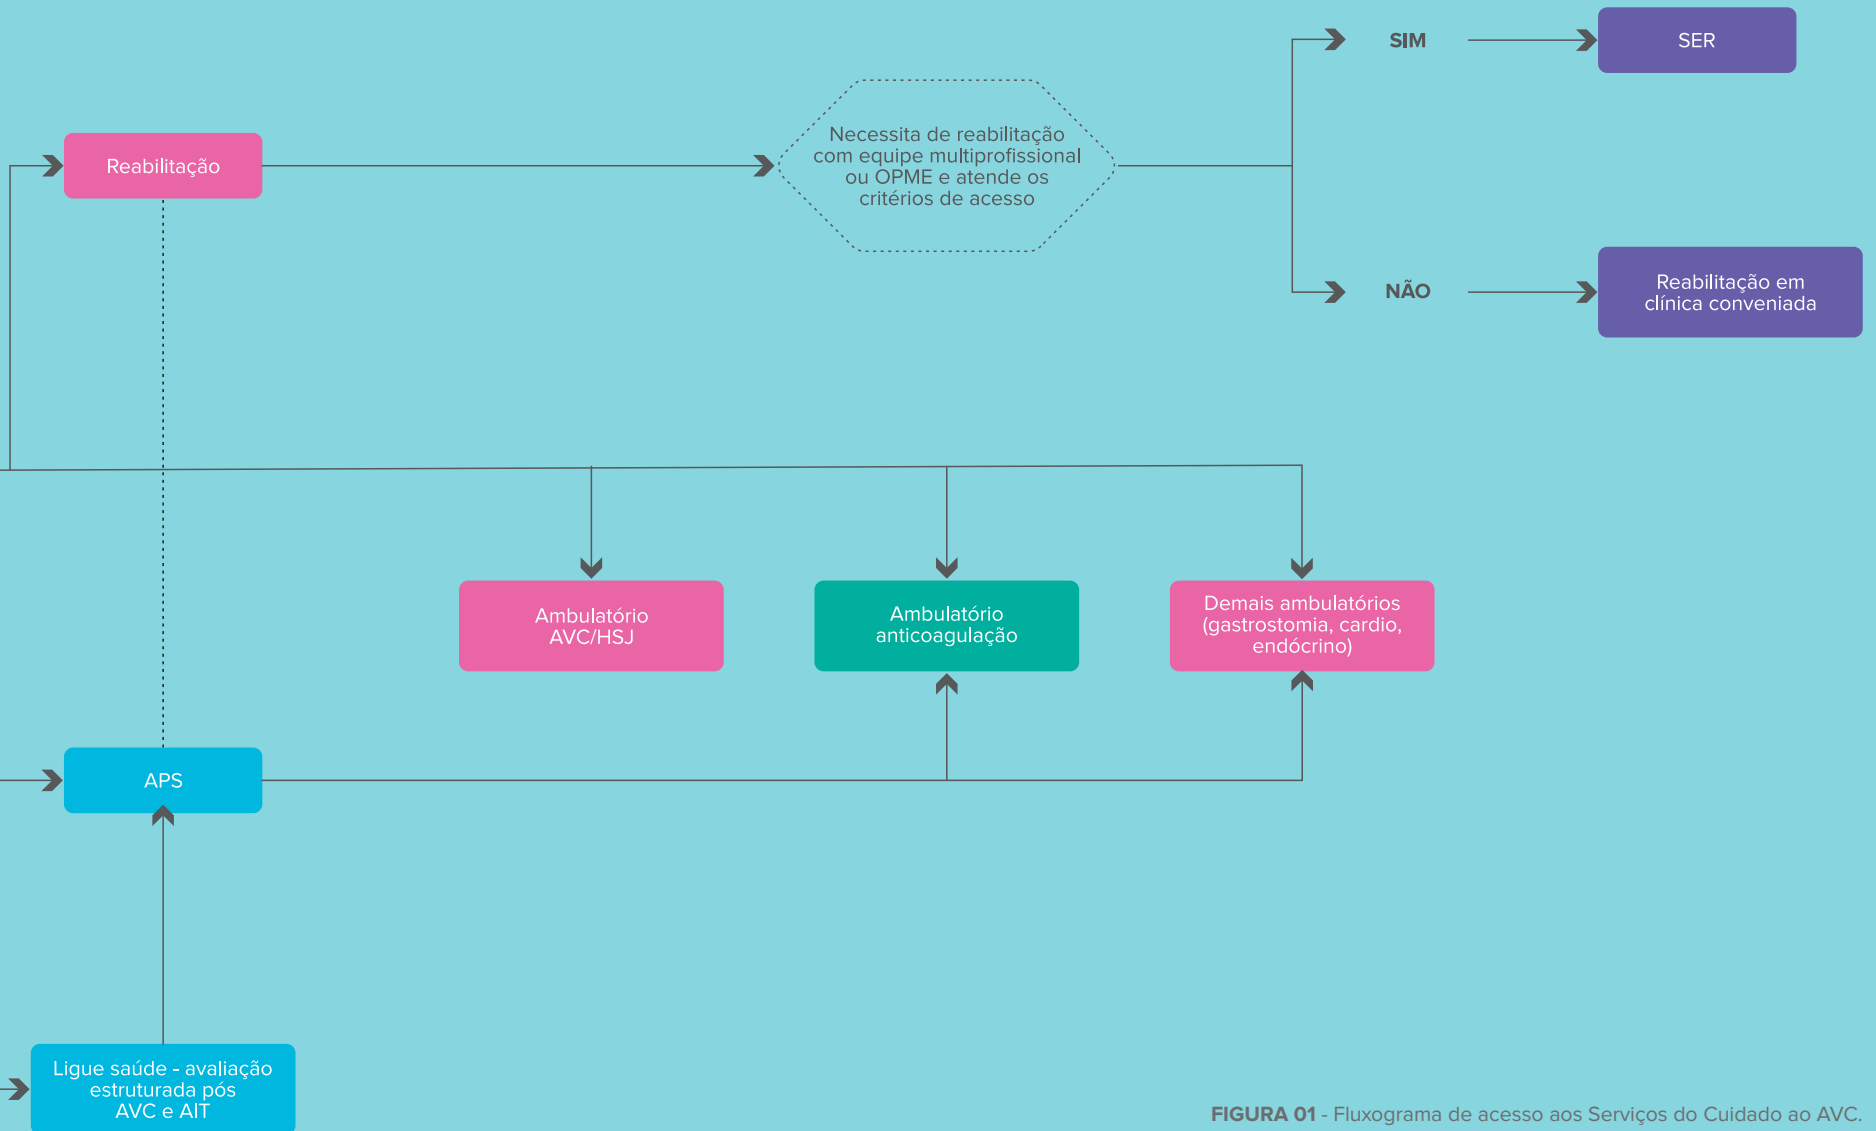 SIM
SER
Reabilitação
Necessita de reabilitação
com equipe multiprofissional
ou OPME e atende os
critérios de acesso
NÃO
Reabilitação em
clínica conveniada
Ambulatório
AVC/HSJ
Ambulatório
anticoagulação
Demais ambulatórios
(gastrostomia, cardio,
endócrino)
APS
Ligue saúde - avaliação
estruturada pós
AVC e AIT
FIGURA 01 - Fluxograma de acesso aos Serviços do Cuidado ao AVC.